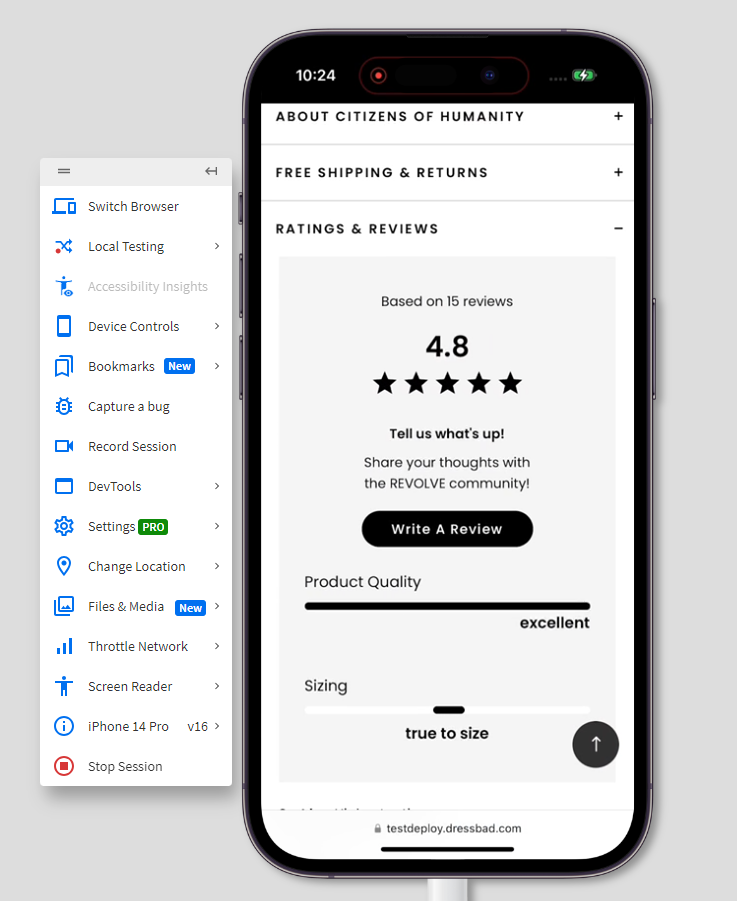 Switch Browser
Local Testing
Accessibility Insights
Device Controls
Bookmarks New
Capture a bug
Record Session
DevTools
Settings PRO
Change Location
Files & Media New
Throttle Network
Screen Reader
iPhone 14 Pro v16
Stop Session
10:24
ABOUT CITIZENS OF HUMANITY +
FREE SHIPPING & RETURNS +
RATINGS & REVIEWS −
Based on 15 reviews
4.8
Tell us what's up!
Share your thoughts with
the REVOLVE community!
Write A Review
Product Quality
excellent
Sizing
true to size
testdeploy.dressbad.com